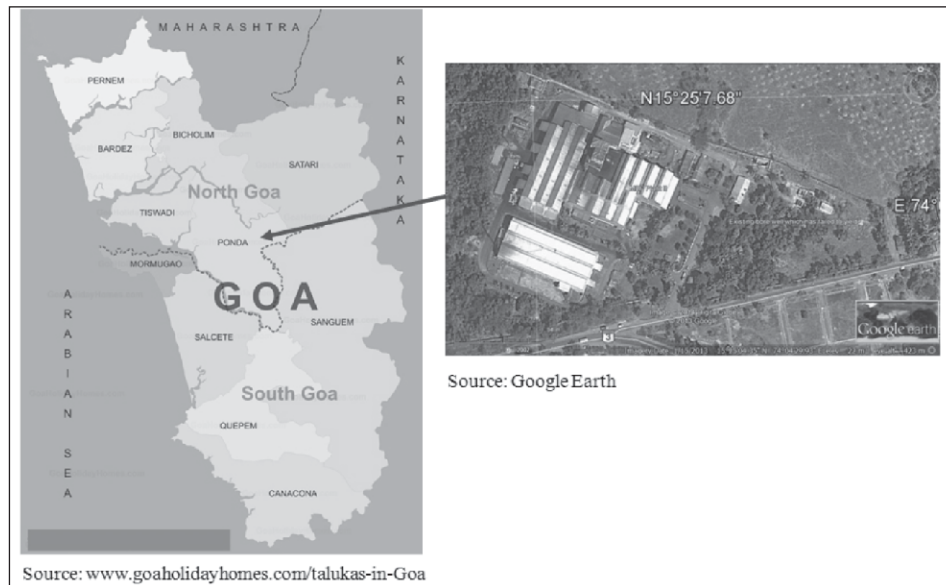 MAHARASHTRA
KARNATAKA
PERNEM
BARDEZ
BICHOLIM
SATARI
North Goa
TISWADI
PONDA
MORMUGAO
GOA
SALCETE
SANGUEM
South Goa
QUEPEM
CANACONA
ARABIAN SEA
Source: www.goaholidayhomes.com/talukas-in-Goa
N15°25'7.68"
E 74°
3
Google earth
Source: Google Earth